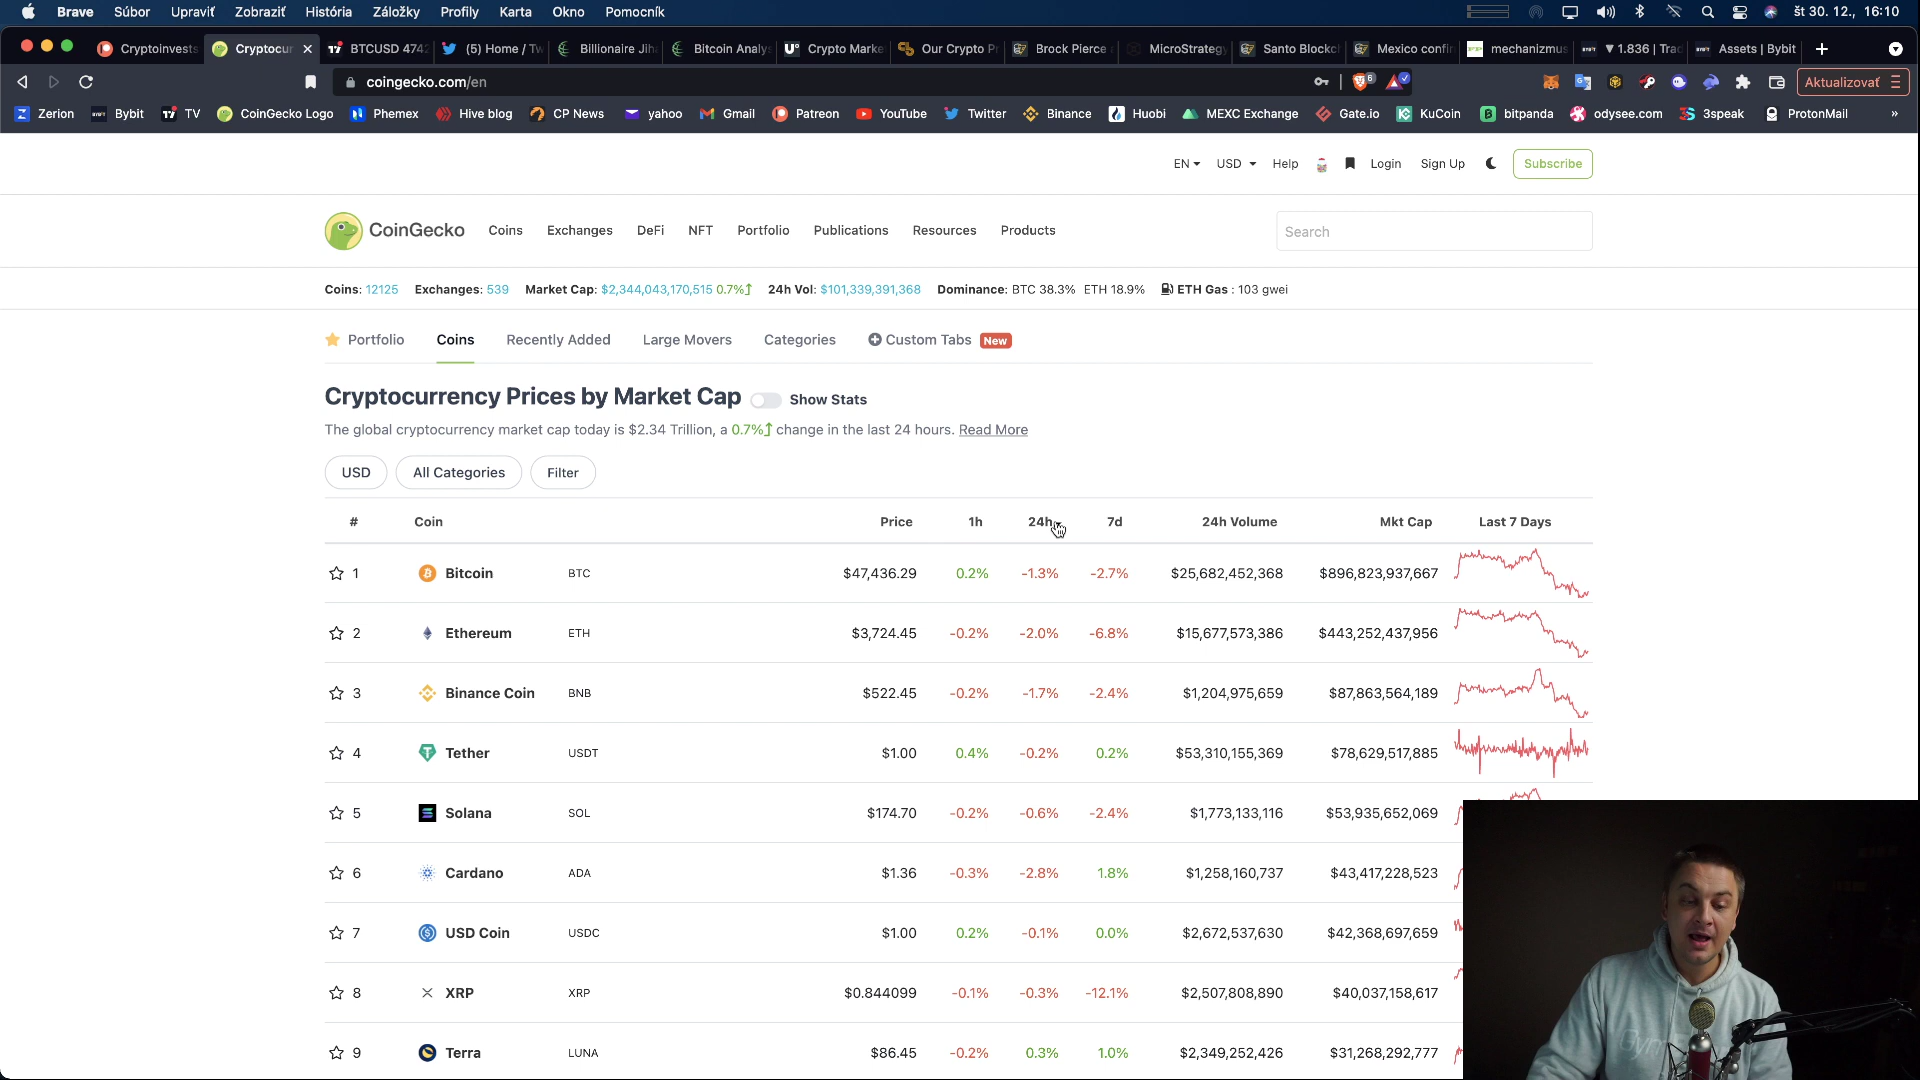 Brave Súbor Upraviť Zobraziť História Záložky Profily Karta Okno Pomocník št 30. 12., 16:10
Cryptoinvest Cryptocur BTCUSD 474 (5) Home / Tw Billionaire Jih Bitcoin Analys Crypto Marke Our Crypto Pr Brock Pierce MicroStrategy Santo Blockch Mexico confir mechanizmus ▼1.836 | Trad Assets | Bybit
coingecko.com/en Aktualizovať
Zerion Bybit TV CoinGecko Logo Phemex Hive blog CP News yahoo Gmail Patreon YouTube Twitter Binance Huobi MEXC Exchange Gate.io KuCoin bitpanda odysee.com 3speak ProtonMail »
EN USD Help Login Sign Up Subscribe
CoinGecko Coins Exchanges DeFi NFT Portfolio Publications Resources Products Search
Coins: 12125 Exchanges: 539 Market Cap: $2,344,043,170,515 0.7% 24h Vol: $101,339,391,368 Dominance: BTC 38.3% ETH 18.9% ETH Gas : 103 gwei
Portfolio Coins Recently Added Large Movers Categories Custom Tabs New
Cryptocurrency Prices by Market Cap Show Stats
The global cryptocurrency market cap today is $2.34 Trillion, a 0.7% change in the last 24 hours. Read More
USD All Categories Filter
# Coin Price 1h 24h 7d 24h Volume Mkt Cap Last 7 Days
1 Bitcoin BTC $47,436.29 0.2% -1.3% -2.7% $25,682,452,368 $896,823,937,667
2 Ethereum ETH $3,724.45 -0.2% -2.0% -6.8% $15,677,573,386 $443,252,437,956
3 Binance Coin BNB $522.45 -0.2% -1.7% -2.4% $1,204,975,659 $87,863,564,189
4 Tether USDT $1.00 0.4% -0.2% 0.2% $53,310,155,369 $78,629,517,885
5 Solana SOL $174.70 -0.2% -0.6% -2.4% $1,773,133,116 $53,935,652,069
6 Cardano ADA $1.36 -0.3% -2.8% 1.8% $1,258,160,737 $43,417,228,523
7 USD Coin USDC $1.00 0.2% -0.1% 0.0% $2,672,537,630 $42,368,697,659
8 XRP XRP $0.844099 -0.1% -0.3% -12.1% $2,507,808,890 $40,037,158,617
9 Terra LUNA $86.45 -0.2% 0.3% 1.0% $2,349,252,426 $31,268,292,777